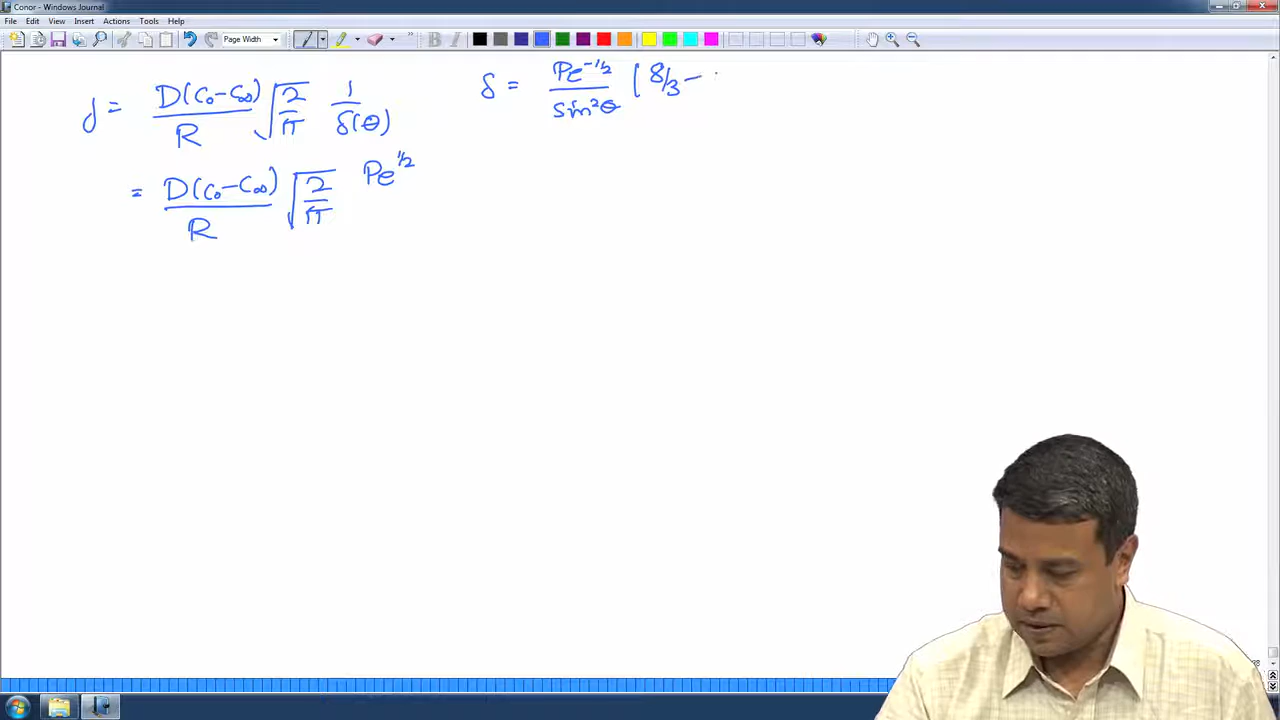 Conor - Windows Journal
File Edit View Insert Actions Tools Help
Page Width
j = D(c₀-c∞)/R √(2/π) 1/δ(θ)
δ = Pe^{-1/2}/sin²θ ( 8/3 -
= D(c₀-c∞)/R √(2/π) Pe^{1/2}